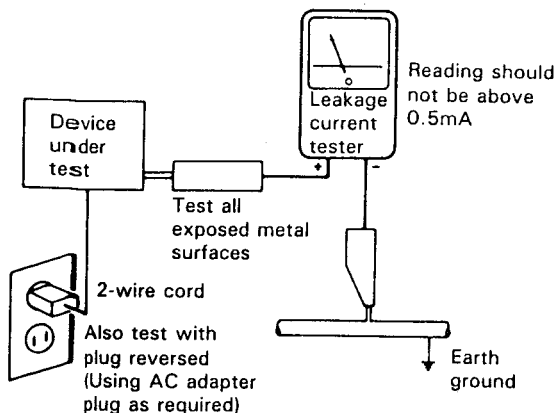 Leakage
current
tester
+ −
Reading should
not be above
0.5mA
Device
under
test
Test all
exposed metal
surfaces
2-wire cord
Also test with
plug reversed
(Using AC adapter
plug as required)
Earth
ground